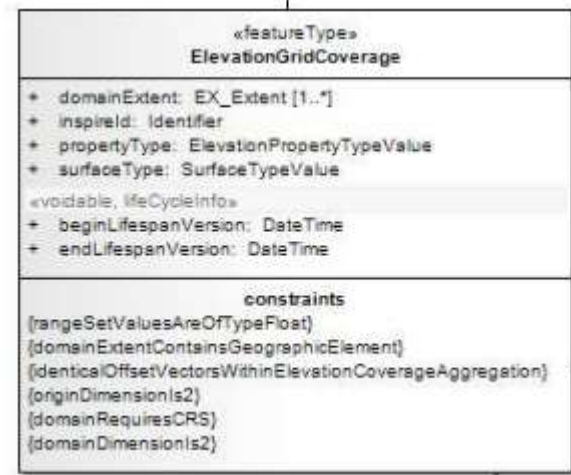 «featureType»
ElevationGridCoverage
+ domainExtent: EX_Extent [1..*]
+ inspireId: Identifier
+ propertyType: ElevationPropertyTypeValue
+ surfaceType: SurfaceTypeValue
«voidable, lifeCycleInfo»
+ beginLifespanVersion: DateTime
+ endLifespanVersion: DateTime
constraints
{rangeSetValuesAreOfTypeFloat}
{domainExtentContainsGeographicElement}
{identicalOffsetVectorsWithinElevationCoverageAggregation}
{originDimensionIs2}
{domainRequiresCRS}
{domainDimensionIs2}